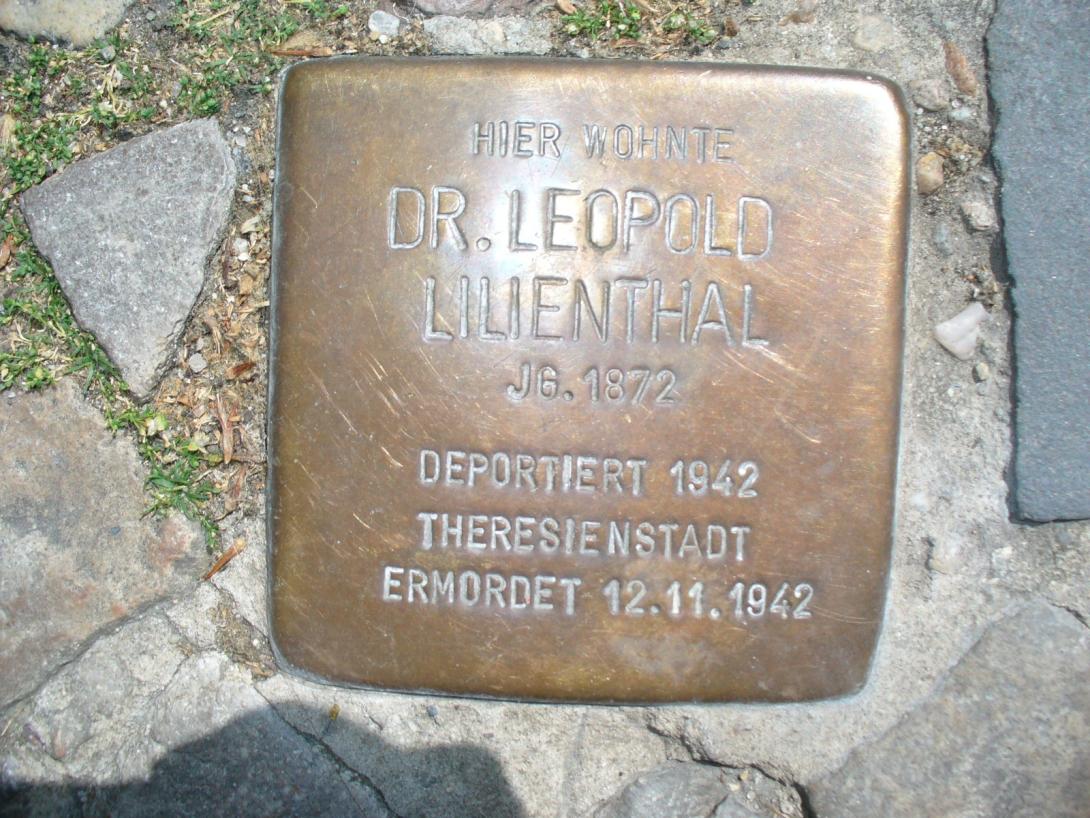 HIER WOHNTE
DR. LEOPOLD
LILIENTHAL
JG. 1872
DEPORTIERT 1942
THERESIENSTADT
ERMORDET 12.11.1942